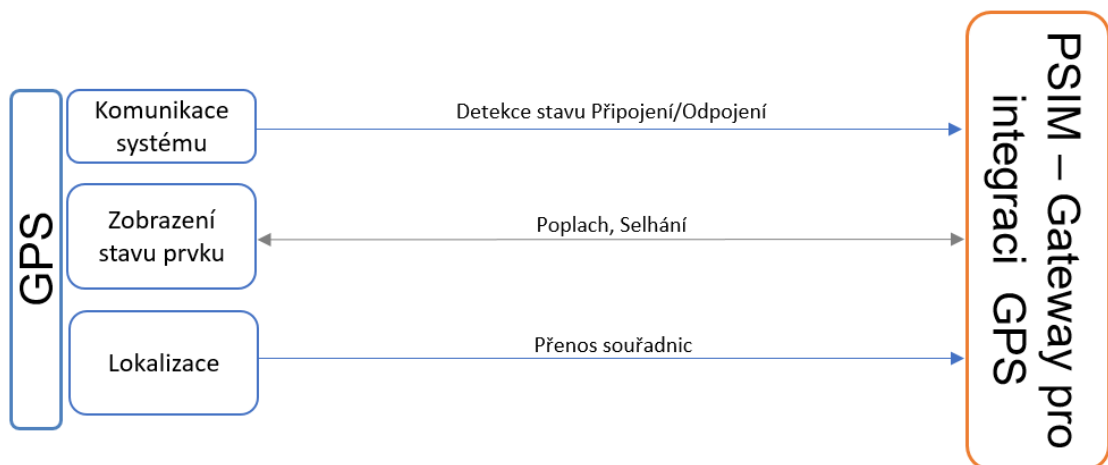 GPS
Komunikace
systému
Detekce stavu Připojení/Odpojení
Zobrazení
stavu prvku
Poplach, Selhání
Lokalizace
Přenos souřadnic
PSIM – Gateway pro
integraci GPS